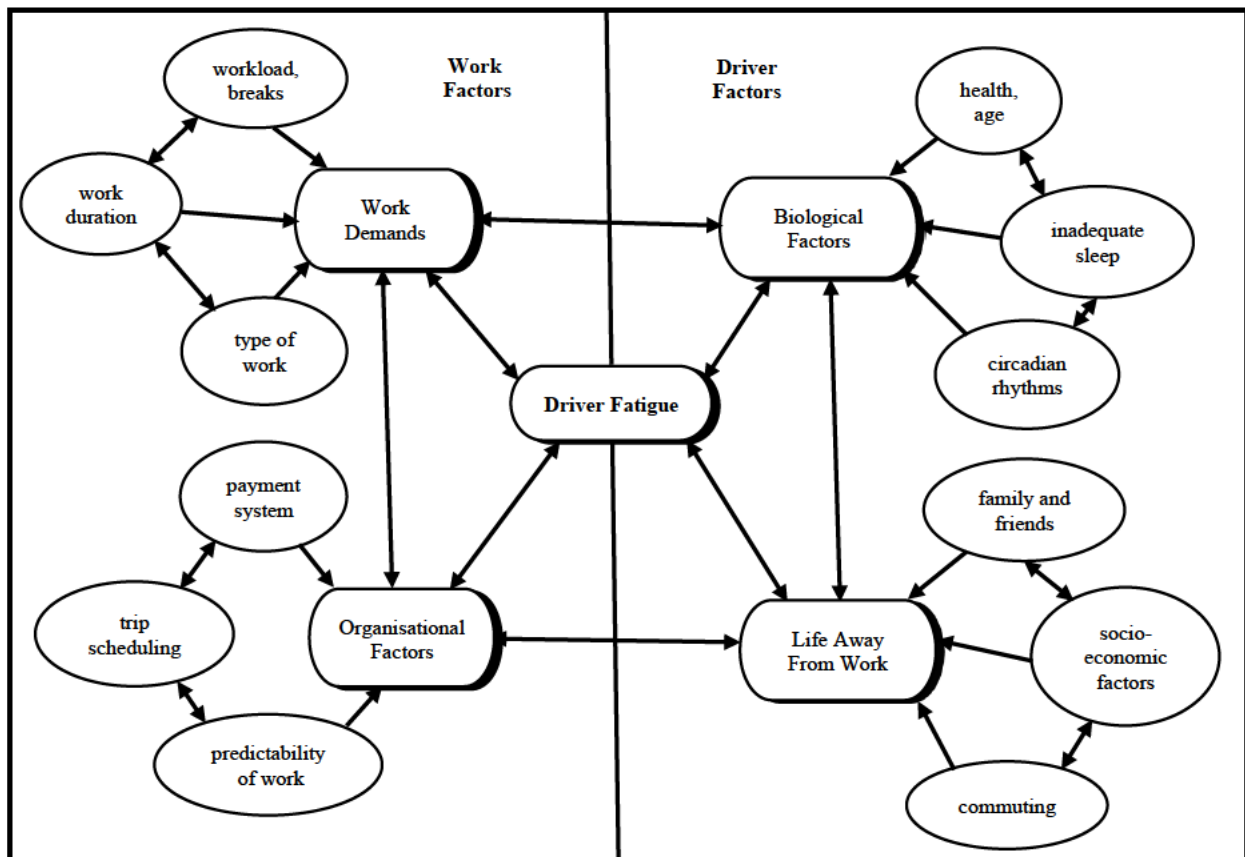 Work
Factors
Driver
Factors
workload,
breaks
work
duration
type of
work
Work
Demands
health,
age
inadequate
sleep
circadian
rhythms
Biological
Factors
Driver Fatigue
payment
system
trip
scheduling
predictability
of work
Organisational
Factors
family and
friends
socio-
economic
factors
commuting
Life Away
From Work